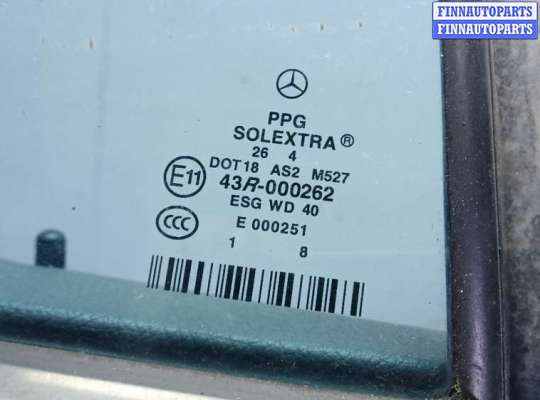 FINNAUTOPARTS
FINNAUTOPARTS
PPG
SOLEXTRA®
26 4
DOT18 AS2 M527
E11
43R-000262
ESG WD 40
CCC
E 000251
1 8